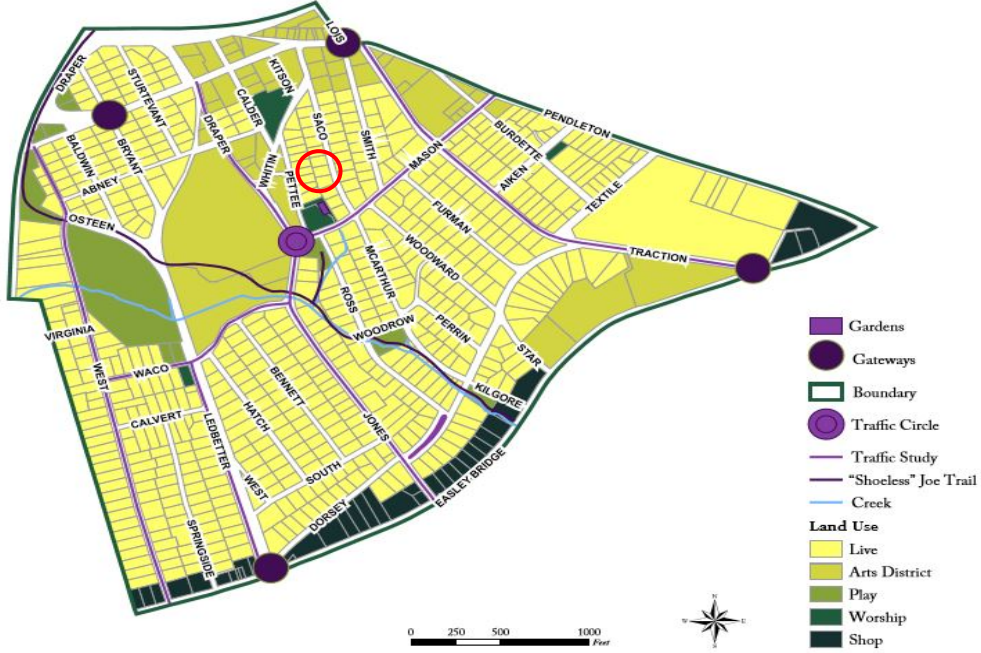 LOIS
DRAPER
STURTEVANT
KITSON
CALDER
DRAPER
SACO
SMITH
BURDETTE
PENDLETON
BALDWIN
BRYANT
ABNEY
WHITIN
PETTEE
MASON
AIKEN
TEXTILE
OSTEEN
FURMAN
WOODWARD
MCARTHUR
TRACTION
ROSS
WOODROW
PERRIN
STAR
VIRGINIA
WEST
WACO
BENNETT
KILGORE
CALVERT
HATCH
LEDBETTER
JONES
WEST
SOUTH
DORSEY
EASLEY BRIDGE
SPRINGSIDE
Gardens
Gateways
Boundary
Traffic Circle
Traffic Study
"Shoeless" Joe Trail
Creek
Land Use
Live
Arts District
Play
Worship
Shop
N
W
E
S
0 250 500 1000
Feet